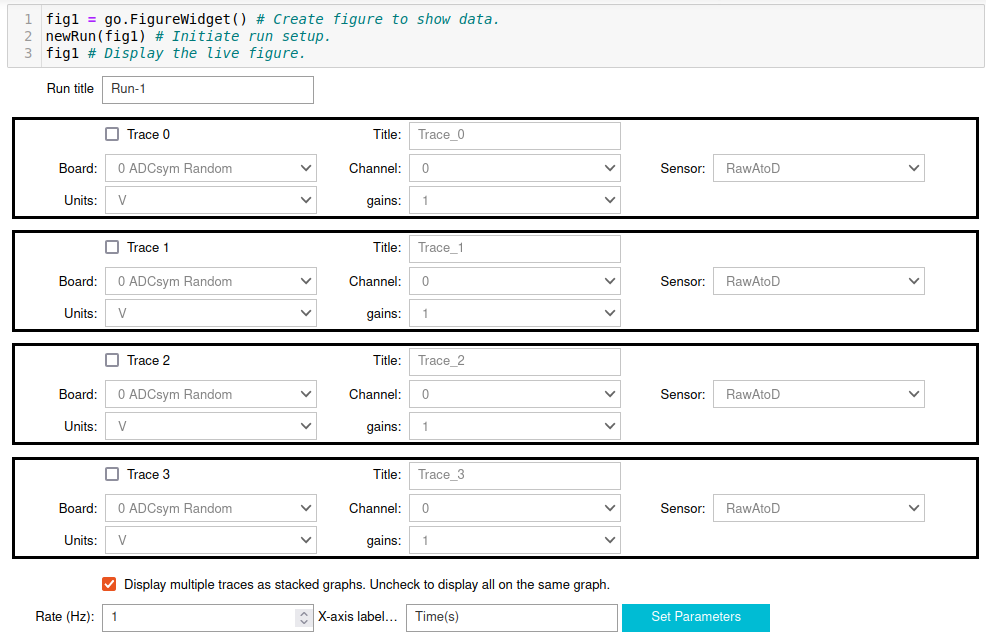 1 fig1 = go.FigureWidget() # Create figure to show data.
2 newRun(fig1) # Initiate run setup.
3 fig1 # Display the live figure.
Run title Run-1
Trace 0 Title: Trace_0
Board: 0 ADCsym Random Channel: 0 Sensor: RawAtoD
Units: V gains: 1
Trace 1 Title: Trace_1
Board: 0 ADCsym Random Channel: 0 Sensor: RawAtoD
Units: V gains: 1
Trace 2 Title: Trace_2
Board: 0 ADCsym Random Channel: 0 Sensor: RawAtoD
Units: V gains: 1
Trace 3 Title: Trace_3
Board: 0 ADCsym Random Channel: 0 Sensor: RawAtoD
Units: V gains: 1
Display multiple traces as stacked graphs. Uncheck to display all on the same graph.
Rate (Hz): 1 X-axis label… Time(s) Set Parameters